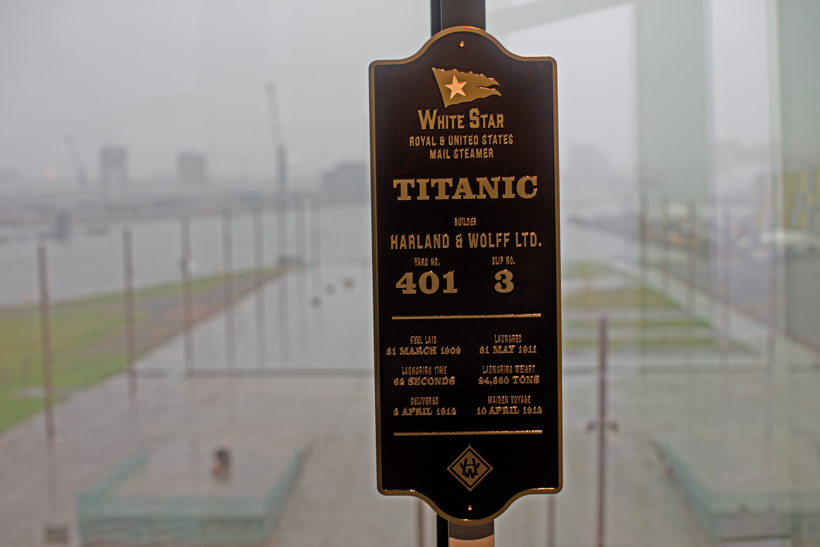 WHITE STAR
ROYAL & UNITED STATES
MAIL STEAMER
TITANIC
BUILDER
HARLAND & WOLFF LTD.
YARD NO. SLIP NO.
401 3
KEEL LAID LAUNCHED
31 MARCH 1909 31 MAY 1911
LAUNCHING TIME LAUNCHING WEIGHT
62 SECONDS 24,360 TONS
DELIVERED MAIDEN VOYAGE
2 APRIL 1912 10 APRIL 1912